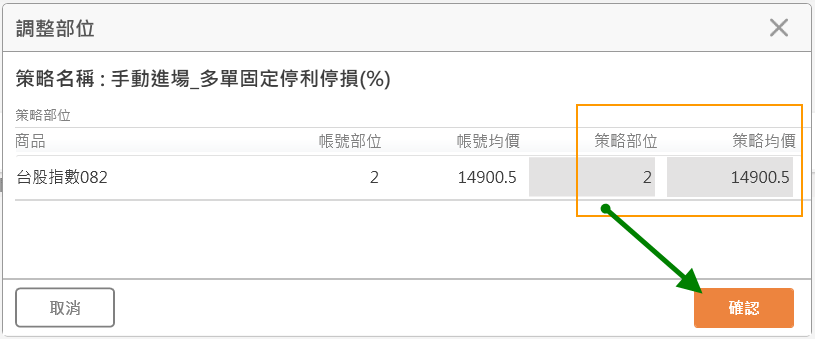 調整部位
策略名稱 : 手動進場_多單固定停利停損(%)
策略部位
商品 帳號部位 帳號均價 策略部位 策略均價
台股指數082 2 14900.5 2 14900.5
取消 確認